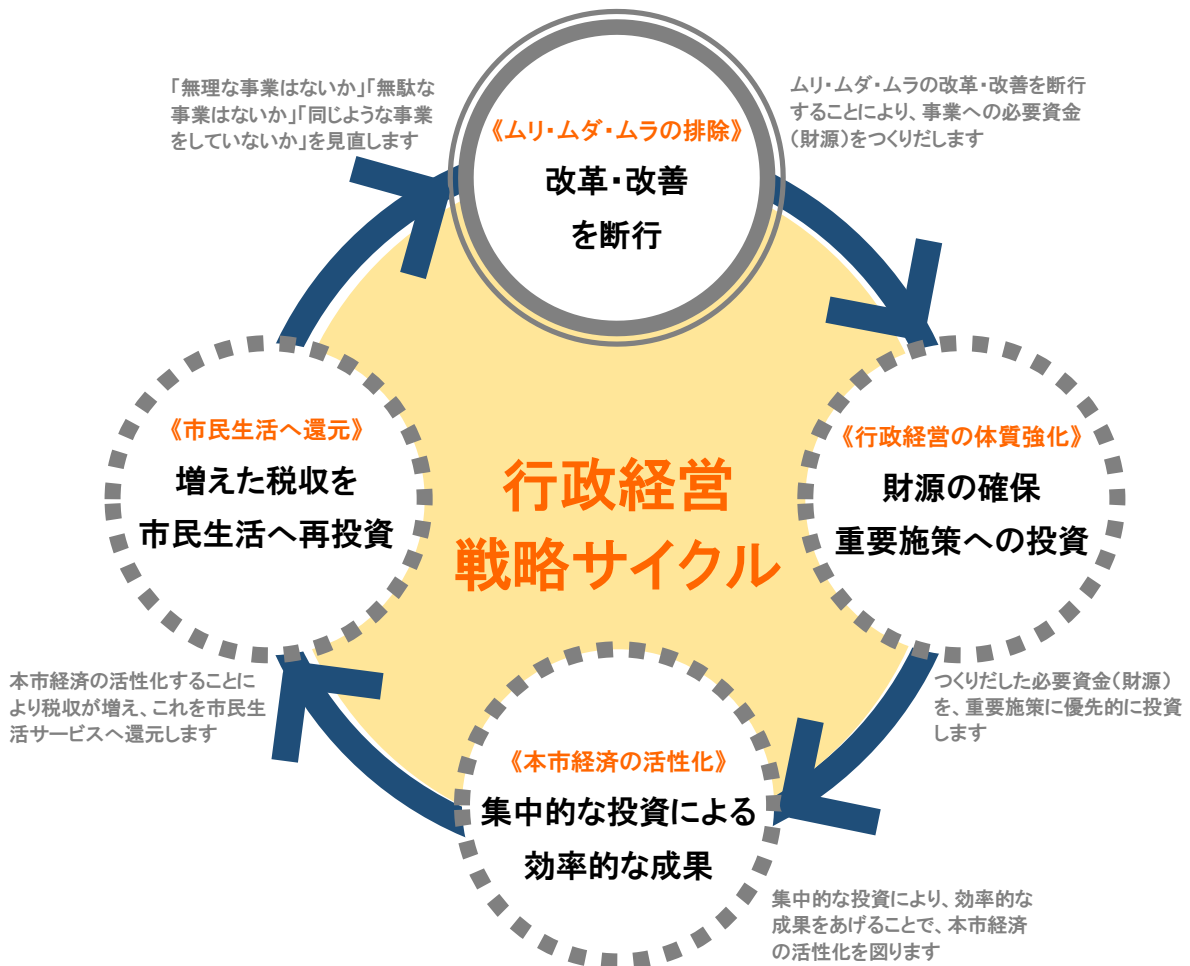 「無理な事業はないか」「無駄な
事業はないか」「同じような事業
をしていないか」を見直します
《ムリ・ムダ・ムラの排除》
改革・改善
を断行
ムリ・ムダ・ムラの改革・改善を断行
することにより、事業への必要資金
(財源)をつくりだします
《市民生活へ還元》
増えた税収を
市民生活へ再投資
行政経営
戦略サイクル
《行政経営の体質強化》
財源の確保
重要施策への投資
本市経済の活性化することに
より税収が増え、これを市民生
活サービスへ還元します
《本市経済の活性化》
集中的な投資による
効率的な成果
つくりだした必要資金(財源)
を、重要施策に優先的に投資
します
集中的な投資により、効率的な
成果をあげることで、本市経済
の活性化を図ります